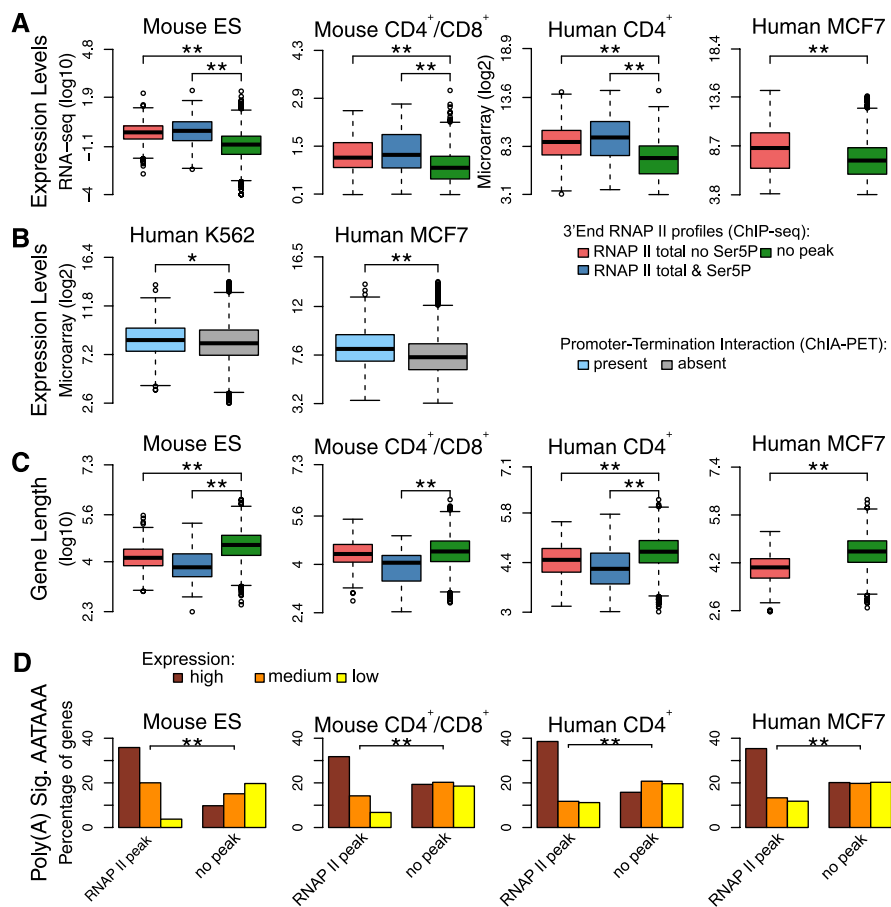 A
Mouse ES
Mouse CD4+/CD8+
Human CD4+
Human MCF7
Expression Levels
RNA−seq (log10)
4.8
1.9
−1.1
−4
**
**
4.3
2.9
1.5
0.1
**
**
Microarray (log2)
18.9
13.6
8.3
3.1
**
**
18.4
13.6
8.7
3.8
**
B
Human K562
Human MCF7
Expression Levels
Microarray (log2)
16.4
11.8
7.2
2.6
*
16.5
12
7.6
3.2
**
3'End RNAP II profiles (ChIP-seq):
RNAP II total no Ser5P
no peak
RNAP II total & Ser5P
Promoter-Termination Interaction (ChIA-PET):
present
absent
C
Mouse ES
Mouse CD4+/CD8+
Human CD4+
Human MCF7
Gene Length
(log10)
7.3
5.6
4
2.3
**
**
7.3
5.6
4
2.4
**
7.1
5.8
4.4
3
**
**
7.4
5.8
4.2
2.6
**
D
Expression:
high
medium
low
Mouse ES
Mouse CD4+/CD8+
Human CD4+
Human MCF7
Poly(A) Sig. AATAAA
Percentage of genes
40
20
0
**
RNAP II peak
no peak
40
20
0
**
RNAP II peak
no peak
40
20
0
**
RNAP II peak
no peak
40
20
0
**
RNAP II peak
no peak